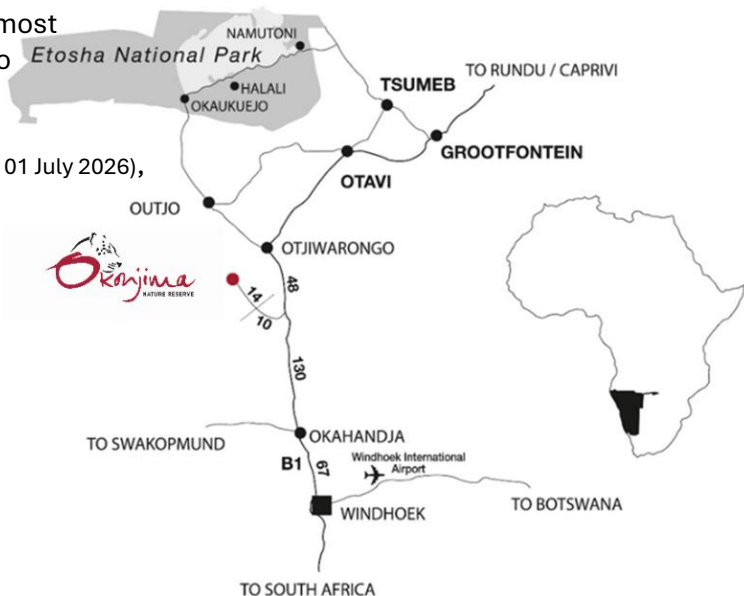 most
o
01 July 2026),
NAMUTONI
Etosha National Park
HALALI
OKAUKUEJO
TSUMEB
TO RUNDU / CAPRIVI
GROOTFONTEIN
OTAVI
OUTJO
OTJIWARONGO
Okonjima
NATURE RESERVE
48
14
10
130
OKAHANDJA
TO SWAKOPMUND
B1
67
Windhoek International
Airport
WINDHOEK
TO BOTSWANA
TO SOUTH AFRICA